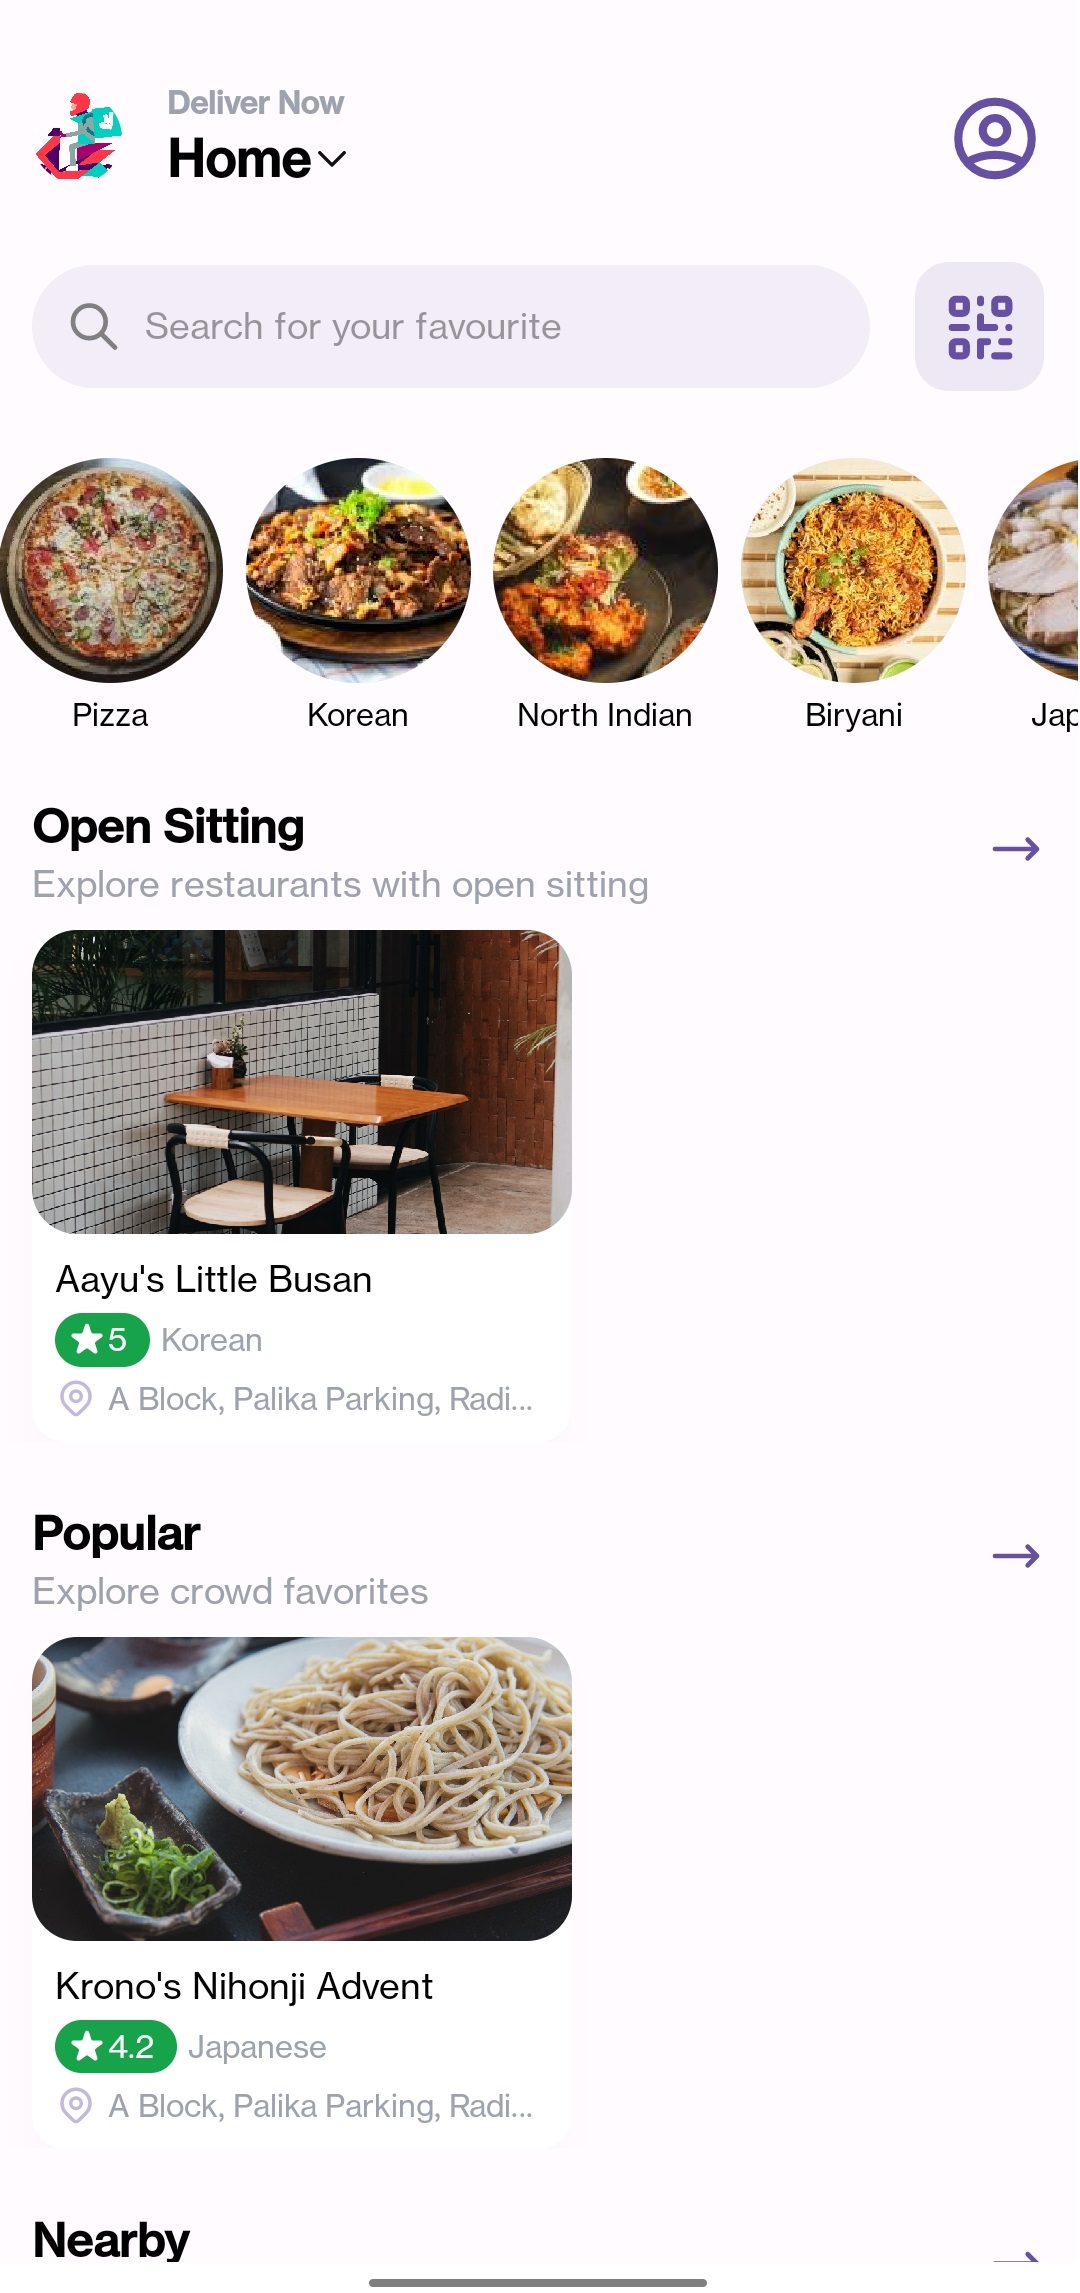 Deliver Now
Home
Search for your favourite
Pizza
Korean
North Indian
Biryani
Jap
Open Sitting
Explore restaurants with open sitting
Aayu's Little Busan
5 Korean
A Block, Palika Parking, Radi...
Popular
Explore crowd favorites
Krono's Nihonji Advent
4.2 Japanese
A Block, Palika Parking, Radi...
Nearby